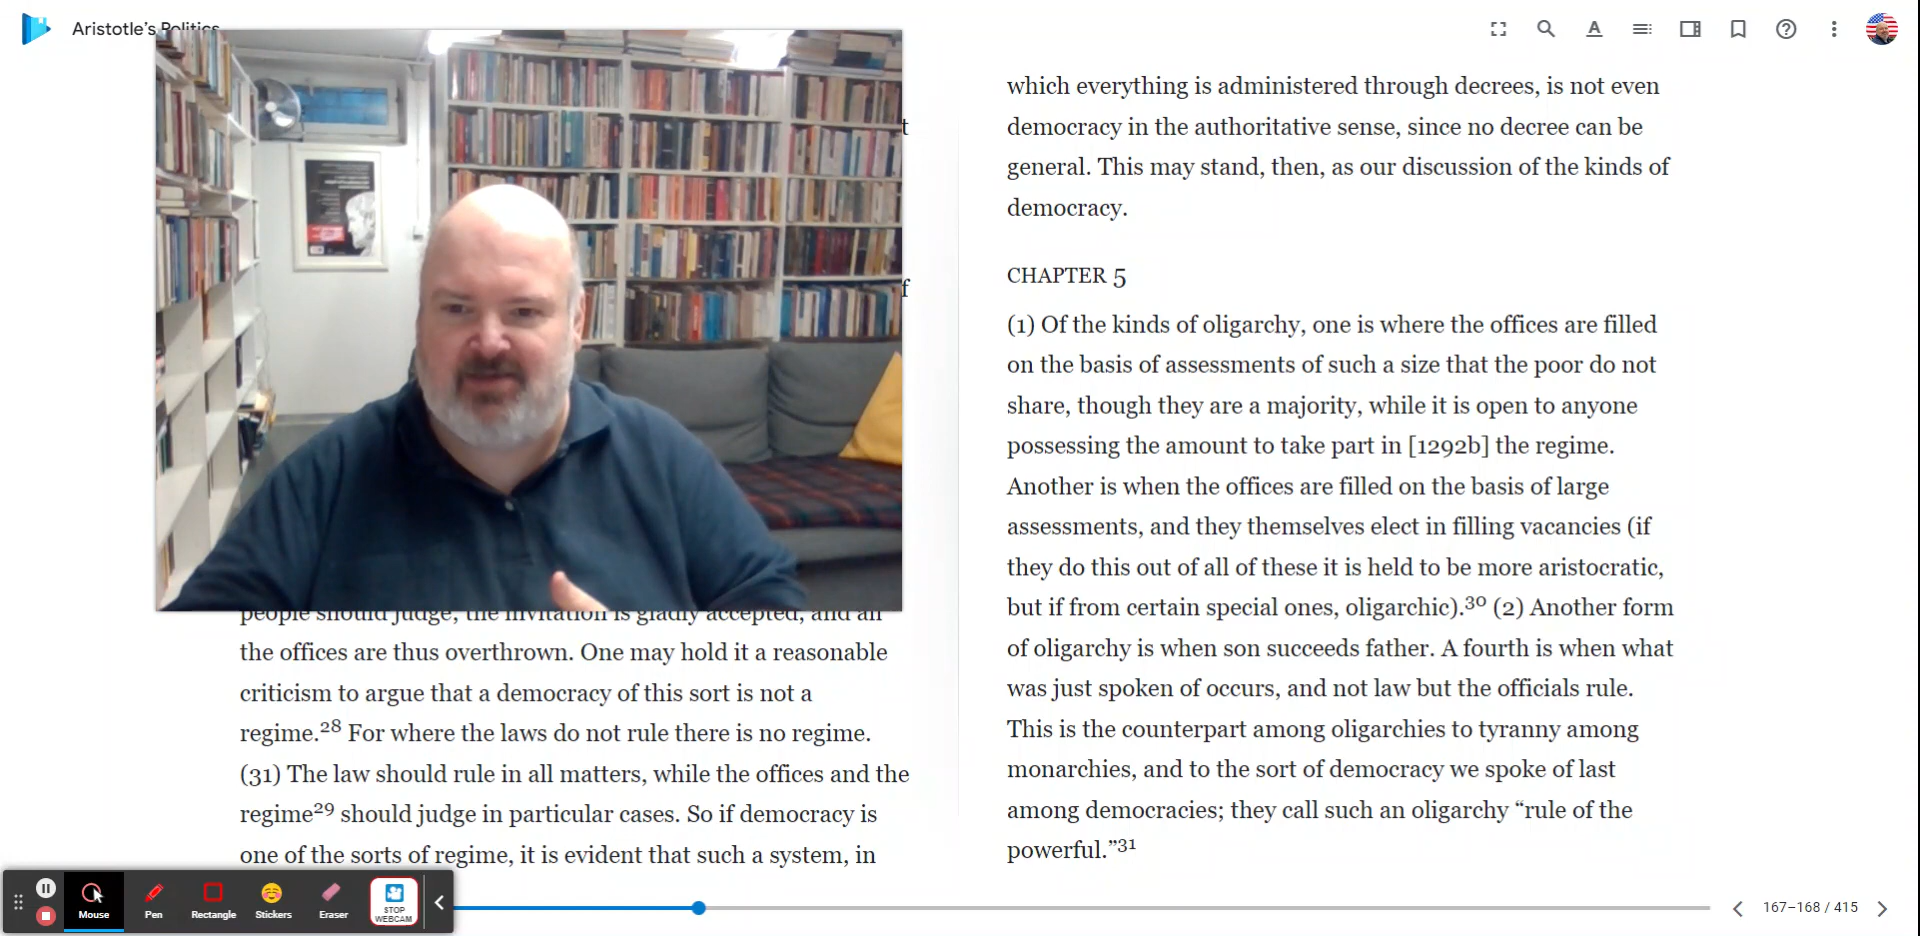 Aristotle's Politics
t
f
people should judge, the invitation is gladly accepted, and all
the offices are thus overthrown. One may hold it a reasonable
criticism to argue that a democracy of this sort is not a
regime.28 For where the laws do not rule there is no regime.
(31) The law should rule in all matters, while the offices and the
regime29 should judge in particular cases. So if democracy is
one of the sorts of regime, it is evident that such a system, in
which everything is administered through decrees, is not even
democracy in the authoritative sense, since no decree can be
general. This may stand, then, as our discussion of the kinds of
democracy.
CHAPTER 5
(1) Of the kinds of oligarchy, one is where the offices are filled
on the basis of assessments of such a size that the poor do not
share, though they are a majority, while it is open to anyone
possessing the amount to take part in [1292b] the regime.
Another is when the offices are filled on the basis of large
assessments, and they themselves elect in filling vacancies (if
they do this out of all of these it is held to be more aristocratic,
but if from certain special ones, oligarchic).30 (2) Another form
of oligarchy is when son succeeds father. A fourth is when what
was just spoken of occurs, and not law but the officials rule.
This is the counterpart among oligarchies to tyranny among
monarchies, and to the sort of democracy we spoke of last
among democracies; they call such an oligarchy “rule of the
powerful.”31
Mouse
Pen
Rectangle
Stickers
Eraser
STOP
WEBCAM
167–168 / 415